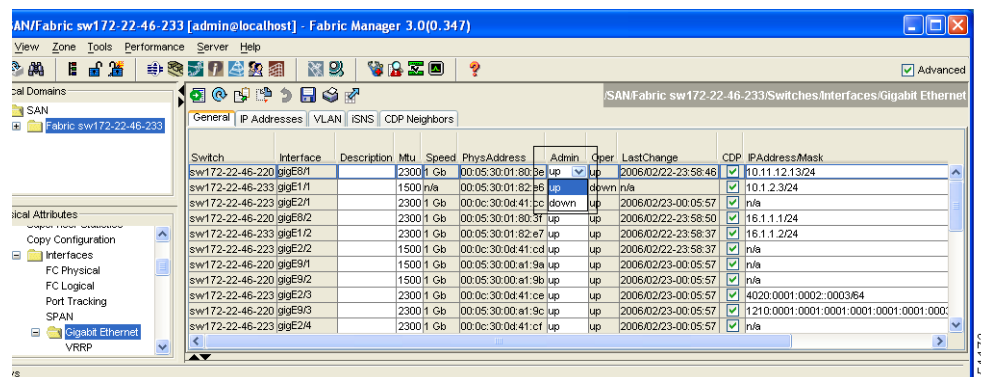 AN/Fabric sw172-22-46-233 [admin@localhost] - Fabric Manager 3.0(0.347)
View Zone Tools Performance Server Help
Advanced
cal Domains
/SAN/Fabric sw172-22-46-233/Switches/Interfaces/Gigabit Ethernet
SAN
Fabric sw172-22-46-233
General IP Addresses VLAN iSNS CDP Neighbors
Switch Interface Description Mtu Speed PhysAddress Admin Oper LastChange CDP IPAddress/Mask
sw172-22-46-220 gigE8/1 2300 1 Gb 00:05:30:01:80:3e up up 2006/02/22-23:58:46 10.11.12.13/24
sw172-22-46-233 gigE1/1 1500 n/a 00:05:30:01:82:e6 up down n/a 10.1.2.3/24
sw172-22-46-223 gigE2/1 2300 1 Gb 00:0c:30:0d:41:cc down up 2006/02/23-00:05:57 n/a
sw172-22-46-220 gigE8/2 2300 1 Gb 00:05:30:01:80:3f up up 2006/02/22-23:58:50 16.1.1.1/24
sw172-22-46-233 gigE1/2 2300 1 Gb 00:05:30:01:82:e7 up up 2006/02/22-23:58:37 16.1.1.2/24
sw172-22-46-223 gigE2/2 1500 1 Gb 00:0c:30:0d:41:cd up up 2006/02/22-23:58:37 n/a
sw172-22-46-220 gigE9/1 1500 1 Gb 00:05:30:00:a1:9a up up 2006/02/23-00:05:57 n/a
sw172-22-46-220 gigE9/2 1500 1 Gb 00:05:30:00:a1:9b up up 2006/02/23-00:05:57 n/a
sw172-22-46-223 gigE2/3 2300 1 Gb 00:0c:30:0d:41:ce up up 2006/02/23-00:05:57 4020:0001:0002::0003/64
sw172-22-46-220 gigE9/3 2300 1 Gb 00:05:30:00:a1:9c up up 2006/02/23-00:05:57 1210:0001:0001:0001:0001:0001:0001:000
sw172-22-46-223 gigE2/4 2300 1 Gb 00:0c:30:0d:41:cf up up 2006/02/23-00:05:57 n/a
sical Attributes
Copy Configuration
Interfaces
FC Physical
FC Logical
Port Tracking
SPAN
Gigabit Ethernet
VRRP